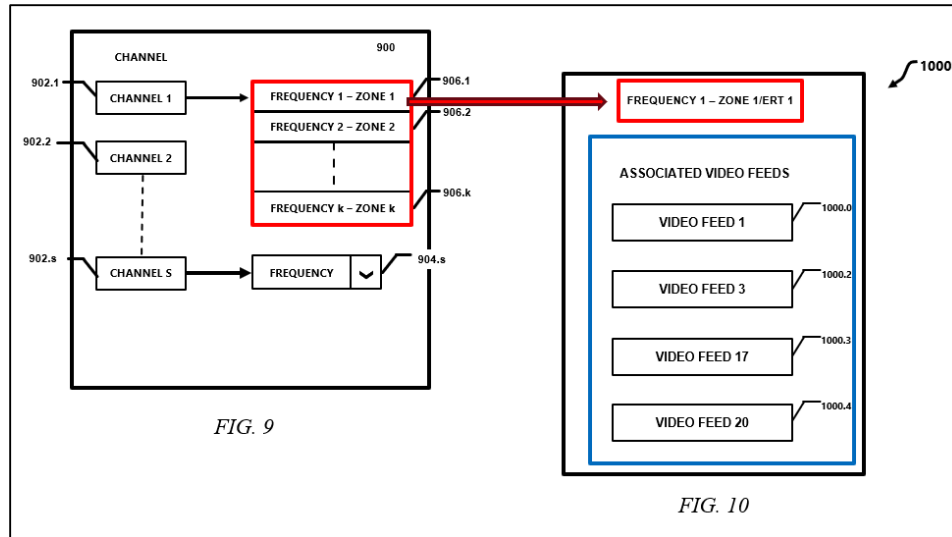 CHANNEL
900
902.1
CHANNEL 1
FREQUENCY 1 – ZONE 1
906.1
FREQUENCY 2 – ZONE 2
906.2
902.2
CHANNEL 2
FREQUENCY k – ZONE k
906.k
902.s
CHANNEL S
FREQUENCY
904.s
FIG. 9
1000
FREQUENCY 1 – ZONE 1/ERT 1
ASSOCIATED VIDEO FEEDS
VIDEO FEED 1
1000.0
VIDEO FEED 3
1000.2
VIDEO FEED 17
1000.3
VIDEO FEED 20
1000.4
FIG. 10